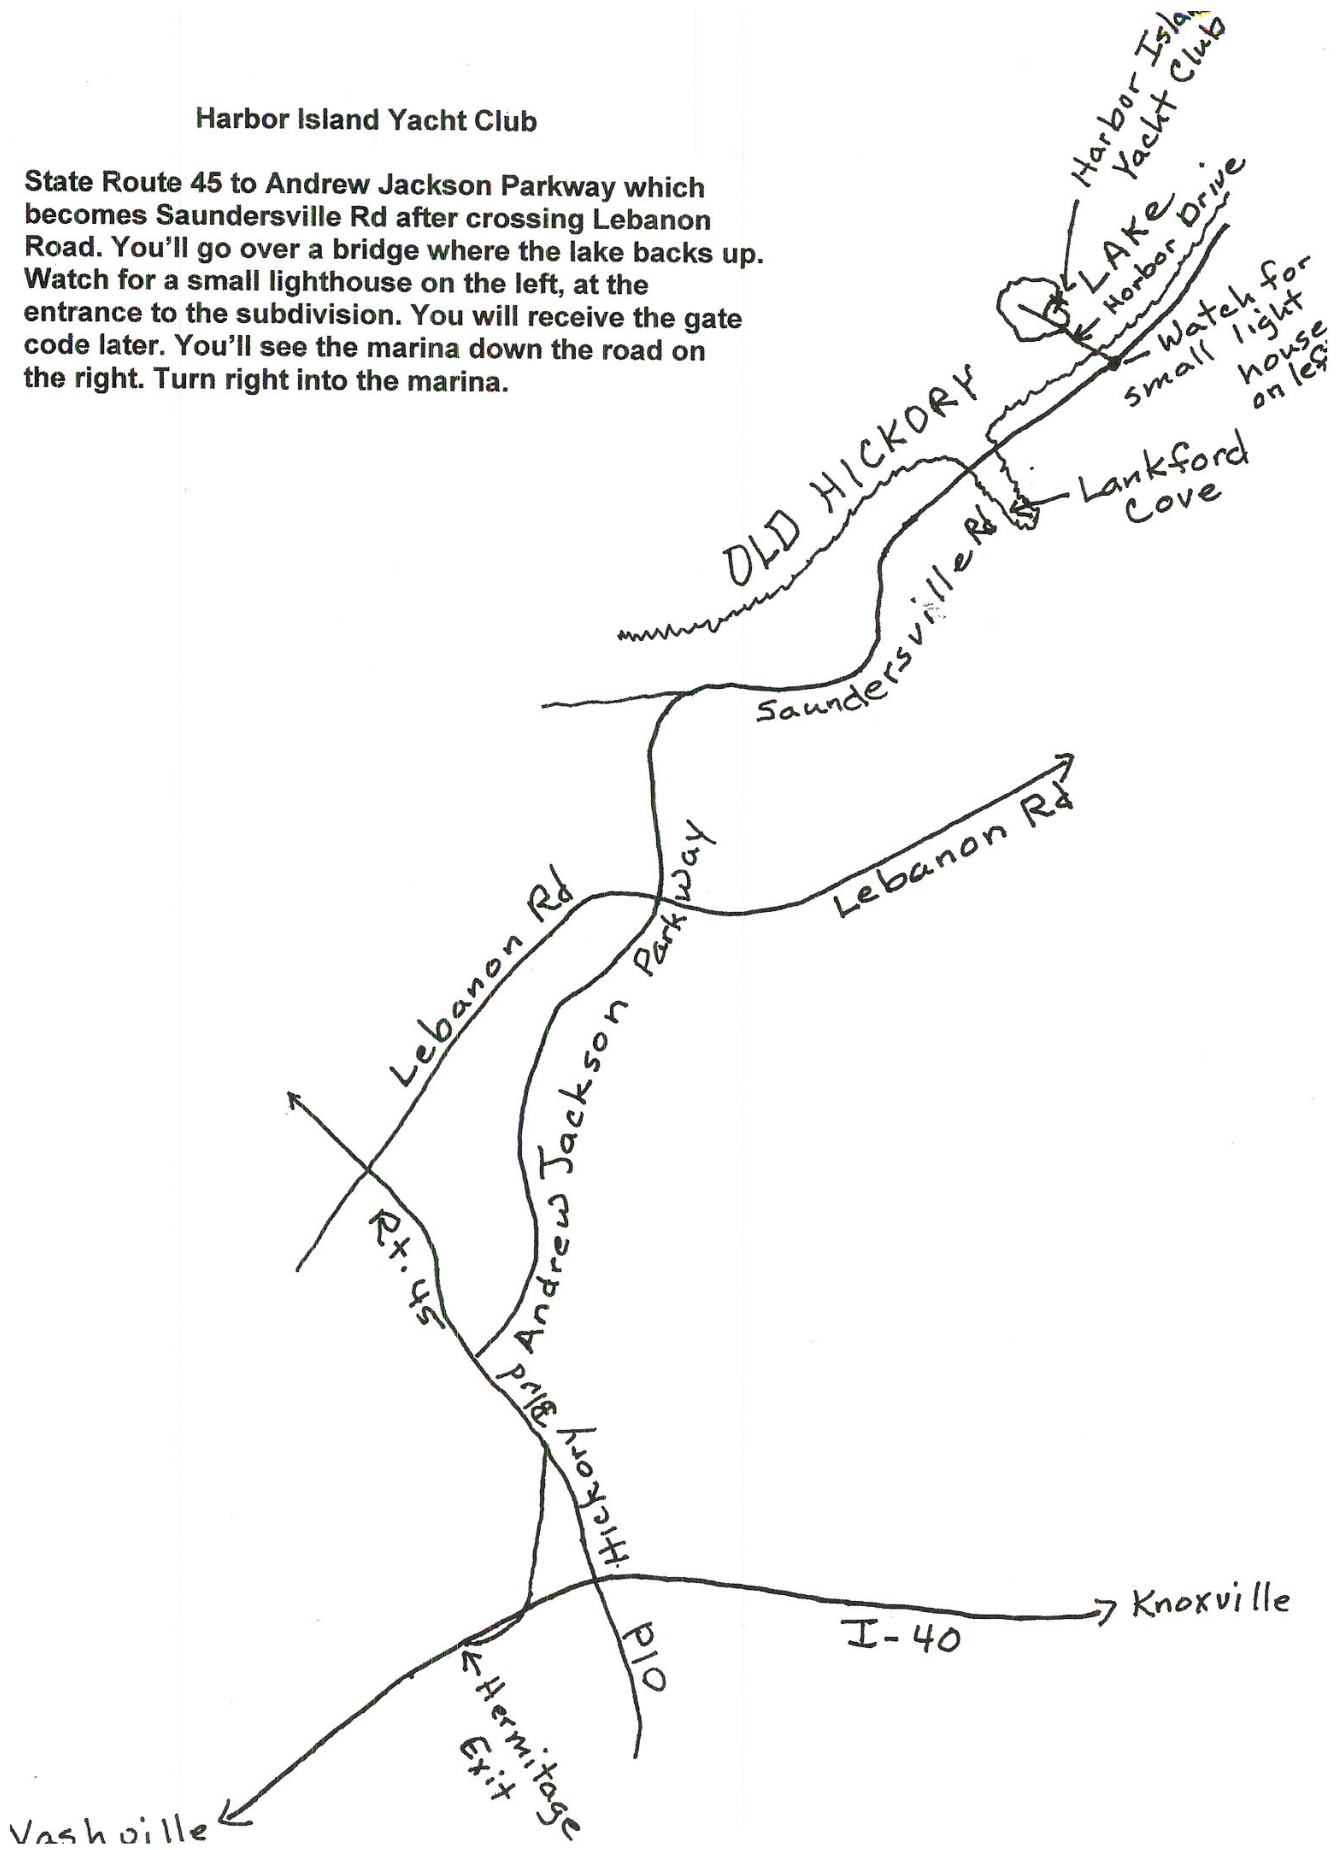 Harbor Island Yacht Club
State Route 45 to Andrew Jackson Parkway which
becomes Saundersville Rd after crossing Lebanon
Road. You'll go over a bridge where the lake backs up.
Watch for a small lighthouse on the left, at the
entrance to the subdivision. You will receive the gate
code later. You'll see the marina down the road on
the right. Turn right into the marina.
Harbor Islan
Yacht Club
LAKE
Harbor Drive
Watch for
small light
house
on lef
OLD HICKORY
Lankford
Cove
Saundersville Rd
Lebanon Rd
Lebanon Rd
Andrew Jackson Parkway
Rt. 45
Old Hickory Blvd
Knoxville
I-40
Hermitage
Exit
Nashville